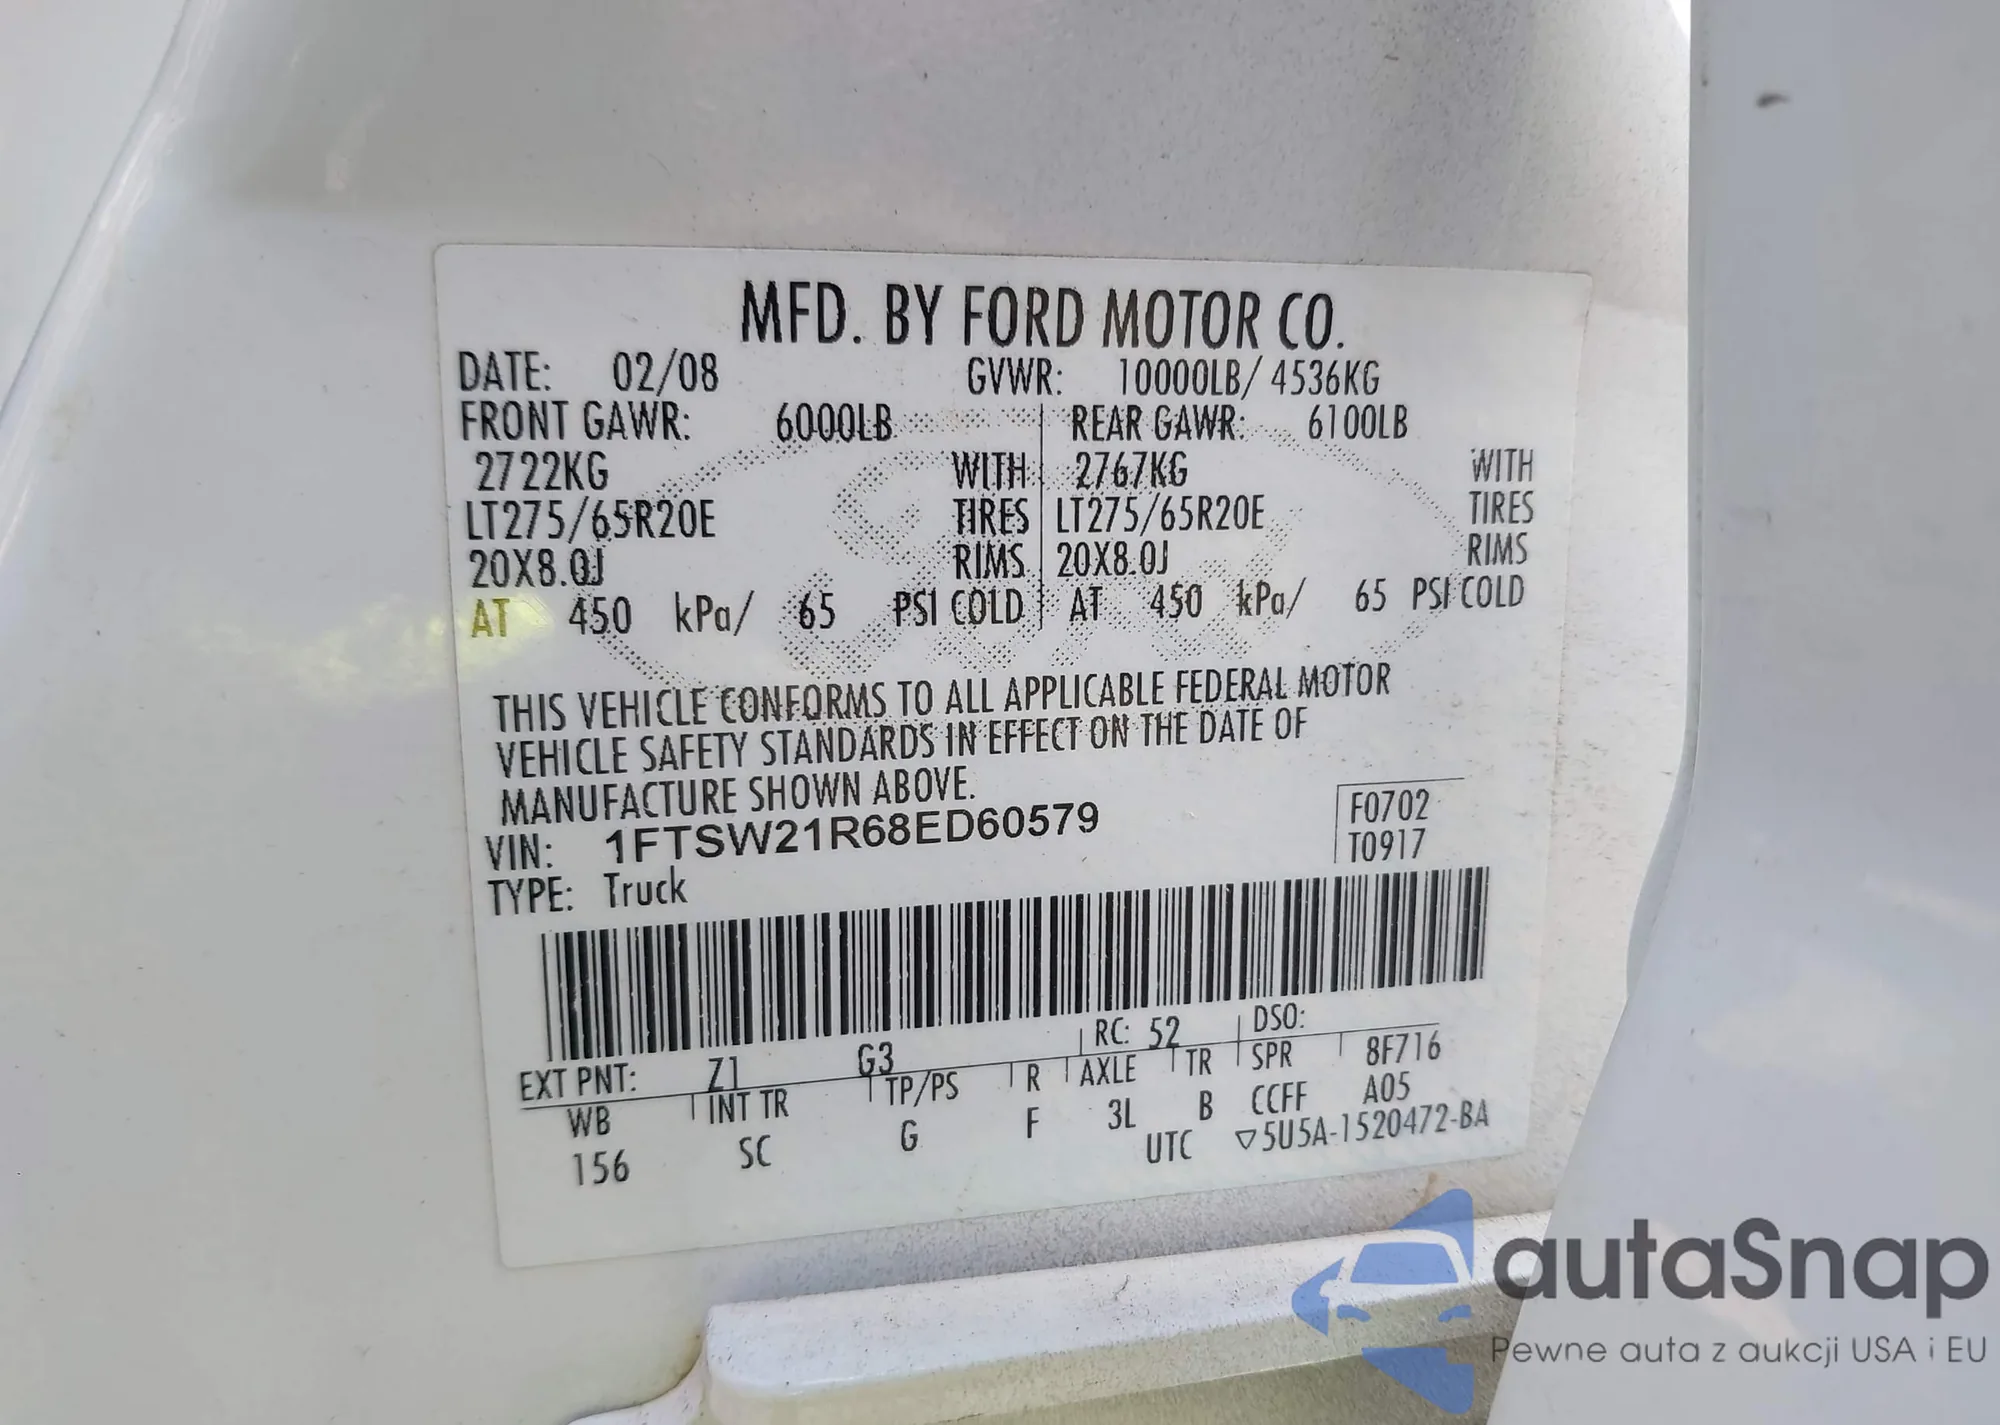 MFD. BY FORD MOTOR CO.
DATE: 02/08 GVWR: 10000LB/ 4536KG
FRONT GAWR: 6000LB REAR GAWR: 6100LB
2722KG WITH 2767KG WITH
LT275/65R20E TIRES LT275/65R20E TIRES
20X8.0J RIMS 20X8.0J RIMS
AT 450 kPa/ 65 PSI COLD AT 450 kPa/ 65 PSI COLD
THIS VEHICLE CONFORMS TO ALL APPLICABLE FEDERAL MOTOR
VEHICLE SAFETY STANDARDS IN EFFECT ON THE DATE OF
MANUFACTURE SHOWN ABOVE.
VIN: 1FTSW21R68ED60579
F0702
T0917
TYPE: Truck
EXT PNT: Z1 G3 RC: 52 DSO:
WB INT TR TP/PS R AXLE TR SPR 8F716
156 SC G F 3L B CCFF A05
UTC ▽5U5A-1520472-BA
autaSnap
Pewne auta z aukcji USA i EU